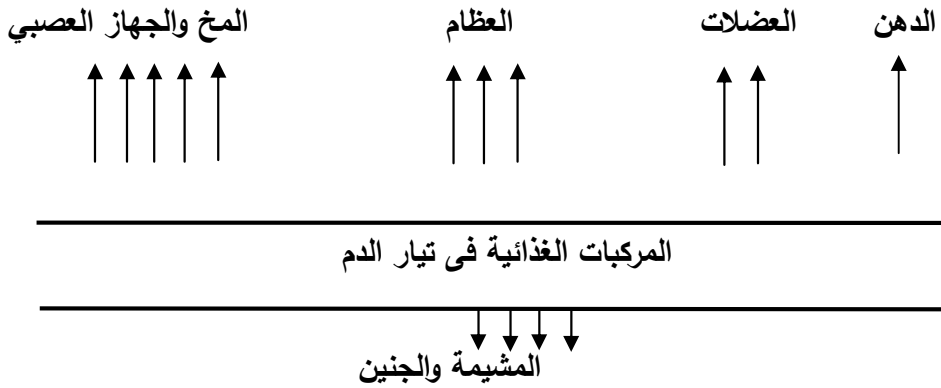 الدهن العضلات العظام المخ والجهاز العصبي
المركبات الغذائية فى تيار الدم
المشيمة والجنين